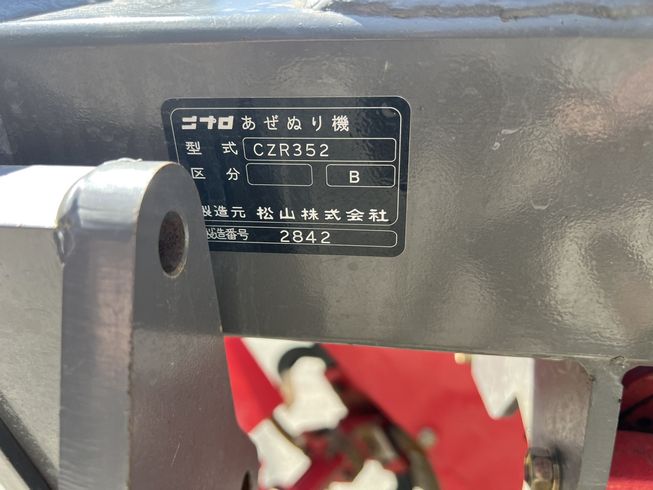 ニプロ あぜぬり機
型式 CZR352
区分 B
製造元 松山株式会社
製造番号 2842